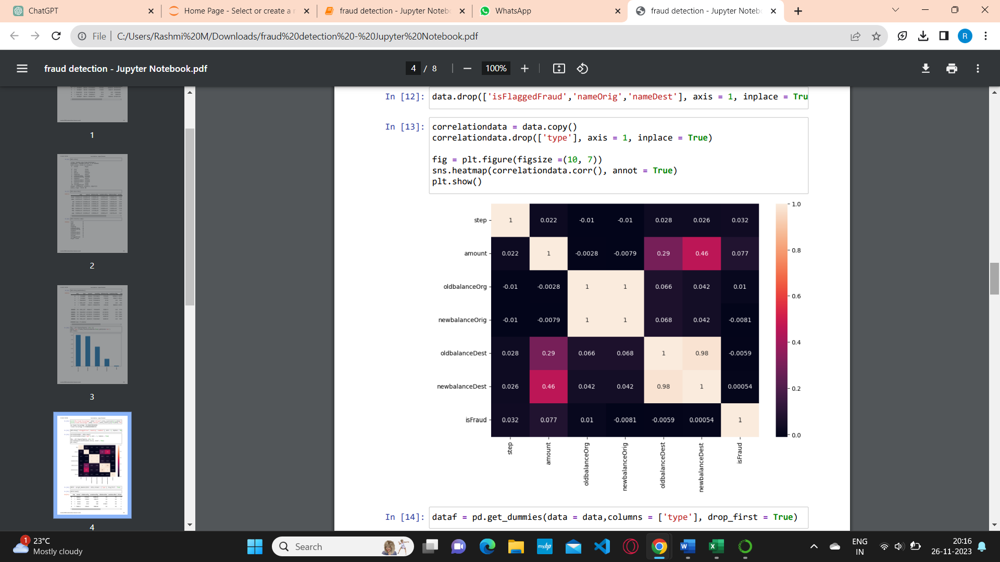 ChatGPT
Home Page - Select or create a n
fraud detection - Jupyter Noteb
WhatsApp
fraud detection - Jupyter Noteb
File
C:/Users/Rashmi%20M/Downloads/fraud%20detection%20-%20Jupyter%20Notebook.pdf
R
fraud detection - Jupyter Notebook.pdf
4 / 8
100%
1
2
3
4
In [12]: data.drop(['isFlaggedFraud','nameOrig','nameDest'], axis = 1, inplace = Tru
In [13]: correlationdata = data.copy()
correlationdata.drop(['type'], axis = 1, inplace = True)
fig = plt.figure(figsize =(10, 7))
sns.heatmap(correlationdata.corr(), annot = True)
plt.show()
step 1 0.022 -0.01 -0.01 0.028 0.026 0.032
amount 0.022 1 -0.0028 -0.0079 0.29 0.46 0.077
oldbalanceOrg -0.01 -0.0028 1 1 0.066 0.042 0.01
newbalanceOrig -0.01 -0.0079 1 1 0.068 0.042 -0.0081
oldbalanceDest 0.028 0.29 0.066 0.068 1 0.98 -0.0059
newbalanceDest 0.026 0.46 0.042 0.042 0.98 1 0.00054
isFraud 0.032 0.077 0.01 -0.0081 -0.0059 0.00054 1
step
amount
oldbalanceOrg
newbalanceOrig
oldbalanceDest
newbalanceDest
isFraud
1.0
0.8
0.6
0.4
0.2
0.0
In [14]: dataf = pd.get_dummies(data = data,columns = ['type'], drop_first = True)
1
23°C
Mostly cloudy
Search
myhp
W
X
ENG
IN
20:16
26-11-2023